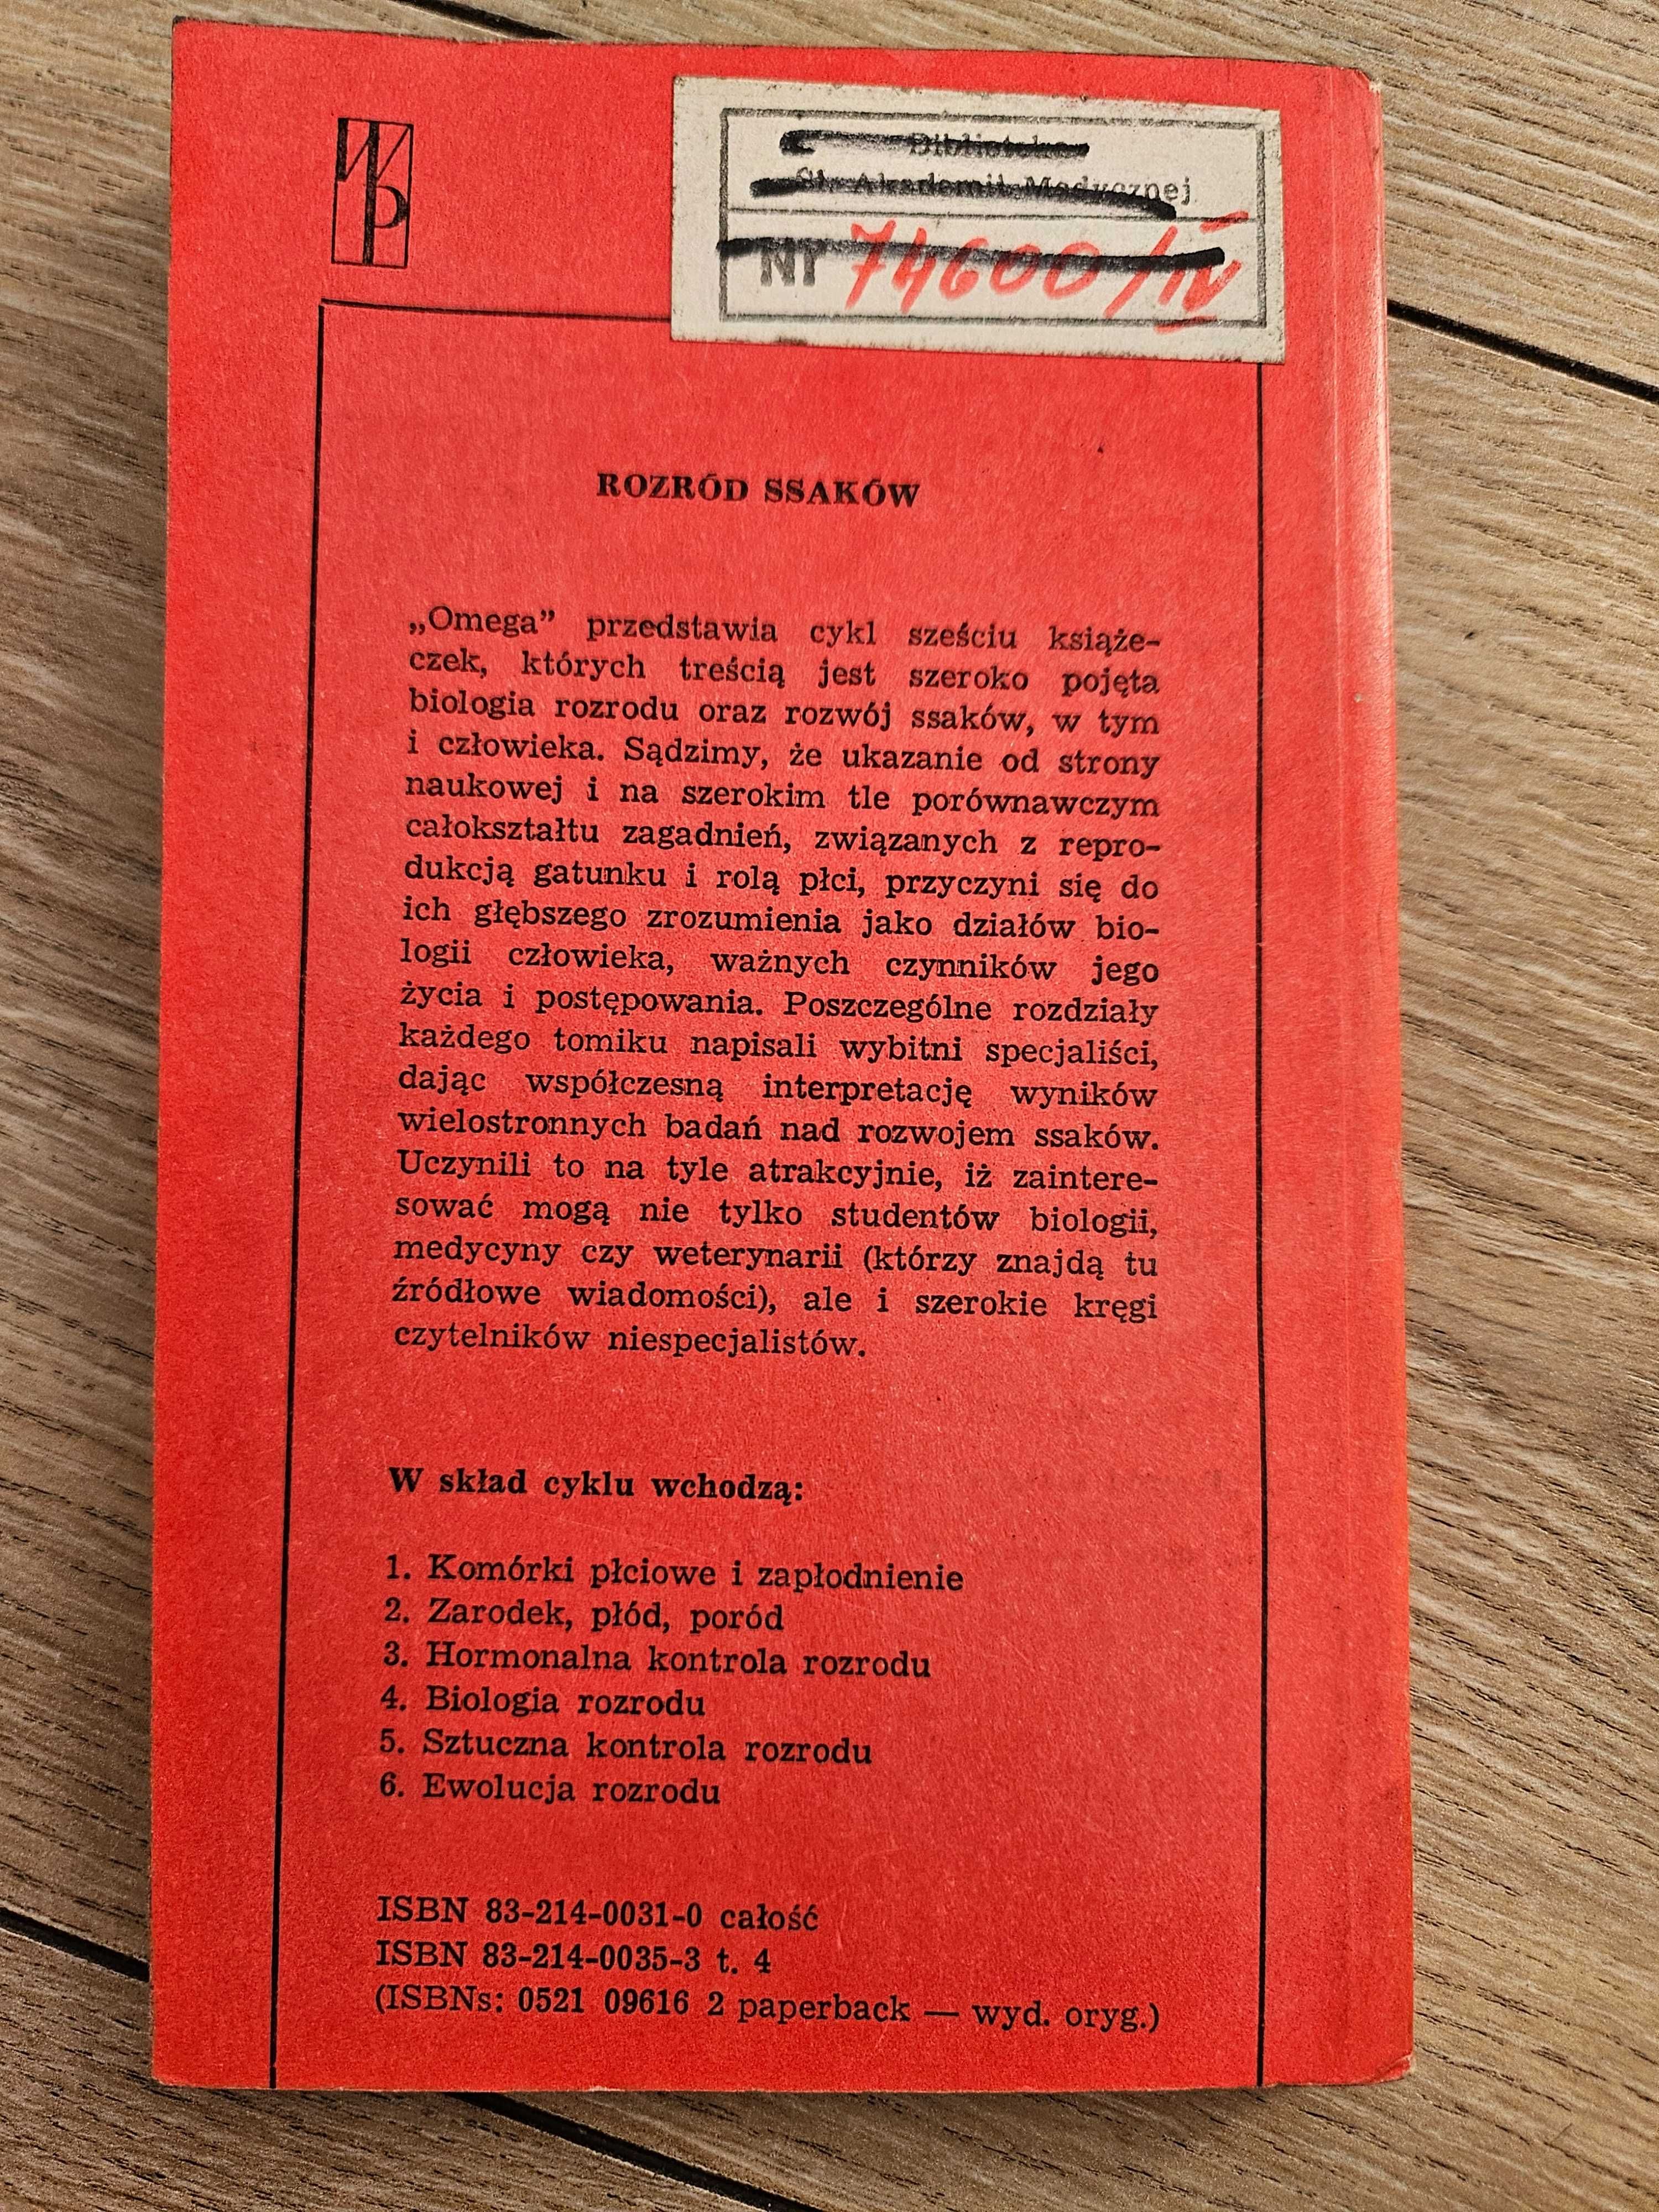 WP
Biblioteka
Śl. Akademii Medycznej
Nr 74600/IV
ROZRÓD SSAKÓW
„Omega” przedstawia cykl sześciu książe-
czek, których treścią jest szeroko pojęta
biologia rozrodu oraz rozwój ssaków, w tym
i człowieka. Sądzimy, że ukazanie od strony
naukowej i na szerokim tle porównawczym
całokształtu zagadnień, związanych z repro-
dukcją gatunku i rolą płci, przyczyni się do
ich głębszego zrozumienia jako działów bio-
logii człowieka, ważnych czynników jego
życia i postępowania. Poszczególne rozdziały
każdego tomiku napisali wybitni specjaliści,
dając współczesną interpretację wyników
wielostronnych badań nad rozwojem ssaków.
Uczynili to na tyle atrakcyjnie, iż zaintere-
sować mogą nie tylko studentów biologii,
medycyny czy weterynarii (którzy znajdą tu
źródłowe wiadomości), ale i szerokie kręgi
czytelników niespecjalistów.
W skład cyklu wchodzą:
1. Komórki płciowe i zapłodnienie
2. Zarodek, płód, poród
3. Hormonalna kontrola rozrodu
4. Biologia rozrodu
5. Sztuczna kontrola rozrodu
6. Ewolucja rozrodu
ISBN 83-214-0031-0 całość
ISBN 83-214-0035-3 t. 4
(ISBNs: 0521 09616 2 paperback — wyd. oryg.)